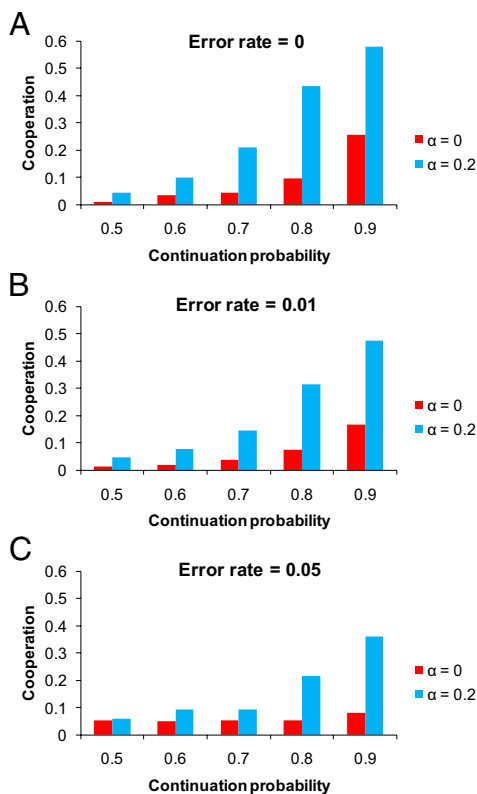 A
Error rate = 0
0.6
0.5
0.4
0.3
0.2
0.1
0
Cooperation
0.5 0.6 0.7 0.8 0.9
Continuation probability
α = 0
α = 0.2
B
Error rate = 0.01
0.6
0.5
0.4
0.3
0.2
0.1
0
Cooperation
0.5 0.6 0.7 0.8 0.9
Continuation probability
α = 0
α = 0.2
C
Error rate = 0.05
0.6
0.5
0.4
0.3
0.2
0.1
0
Cooperation
0.5 0.6 0.7 0.8 0.9
Continuation probability
α = 0
α = 0.2